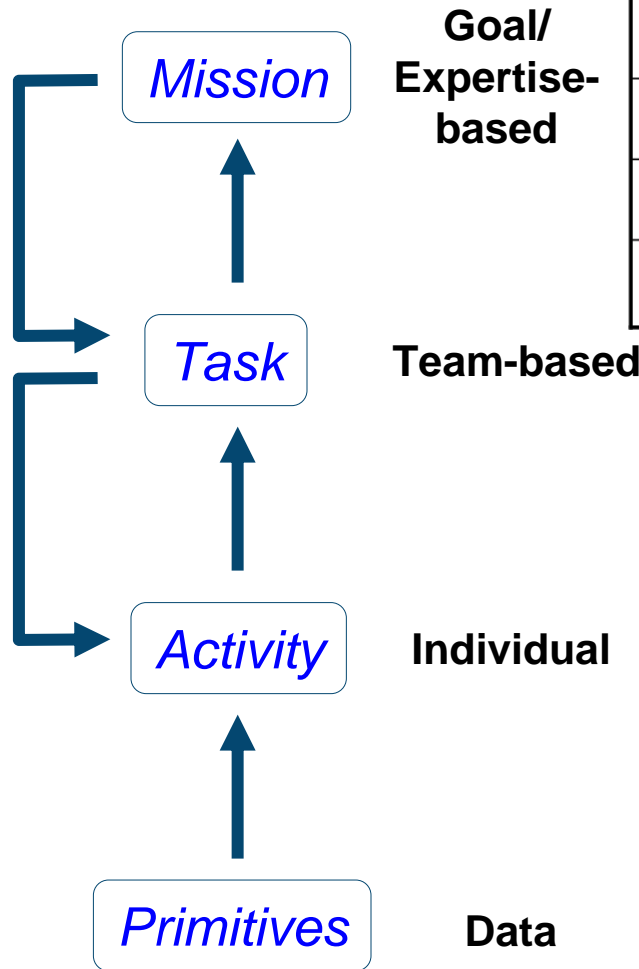 Mission
Goal/
Expertise-
based
Task
Team-based
Activity
Individual
Primitives
Data